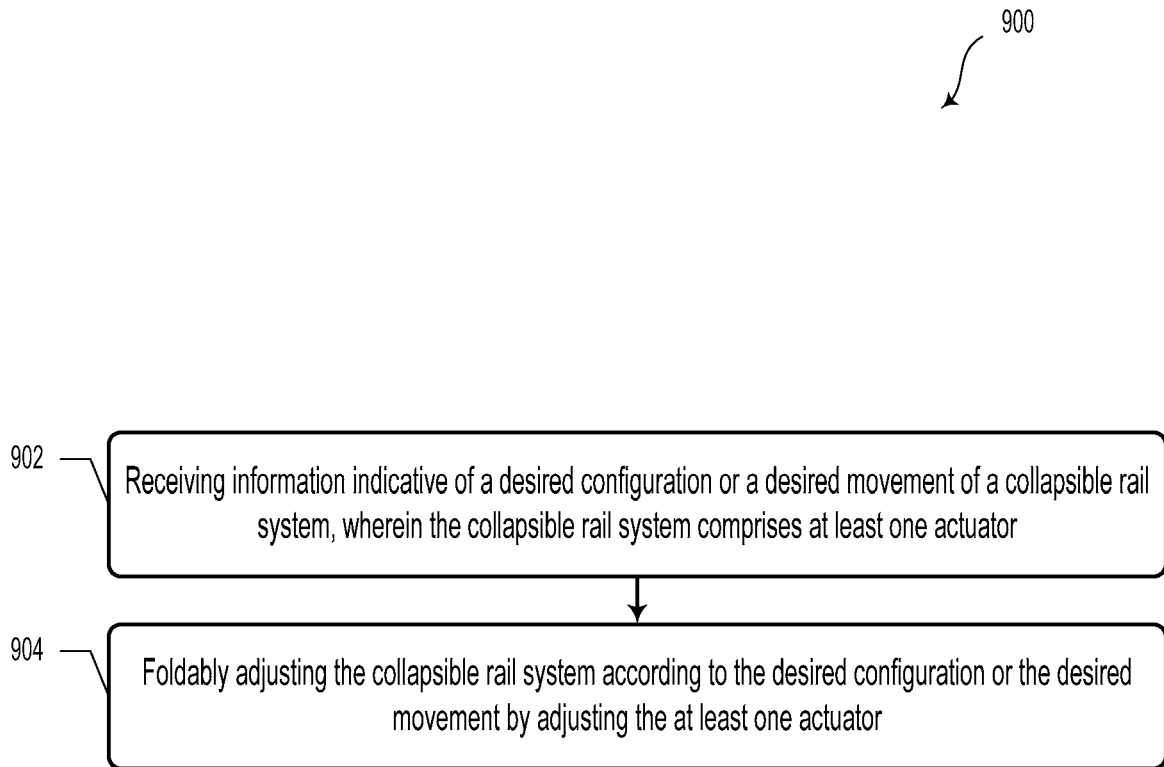 900
902
Receiving information indicative of a desired configuration or a desired movement of a collapsible rail
system, wherein the collapsible rail system comprises at least one actuator
904
Foldably adjusting the collapsible rail system according to the desired configuration or the desired
movement by adjusting the at least one actuator